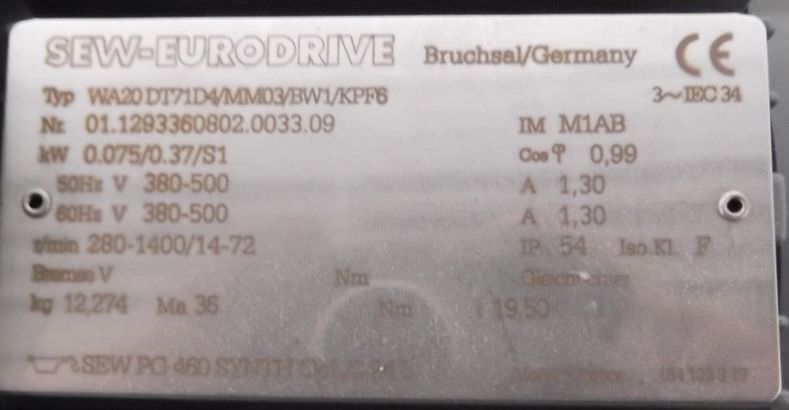 SEW-EURODRIVE Bruchsal/Germany CE
Typ WA20 DT71D4/MM03/BW1/KPF6 3~IEC 34
Nr. 01.1293360802.0033.09 IM M1AB
kW 0.075/0.37/S1 Cos φ 0,99
50Hz V 380-500 A 1,30
60Hz V 380-500 A 1,30
r/min 280-1400/14-72 IP 54 Iso.Kl. F
Bremse V Nm Gleichrichter
kg 12,274 Ma 36 Nm i 19,50
SEW PG 460 SYNTH